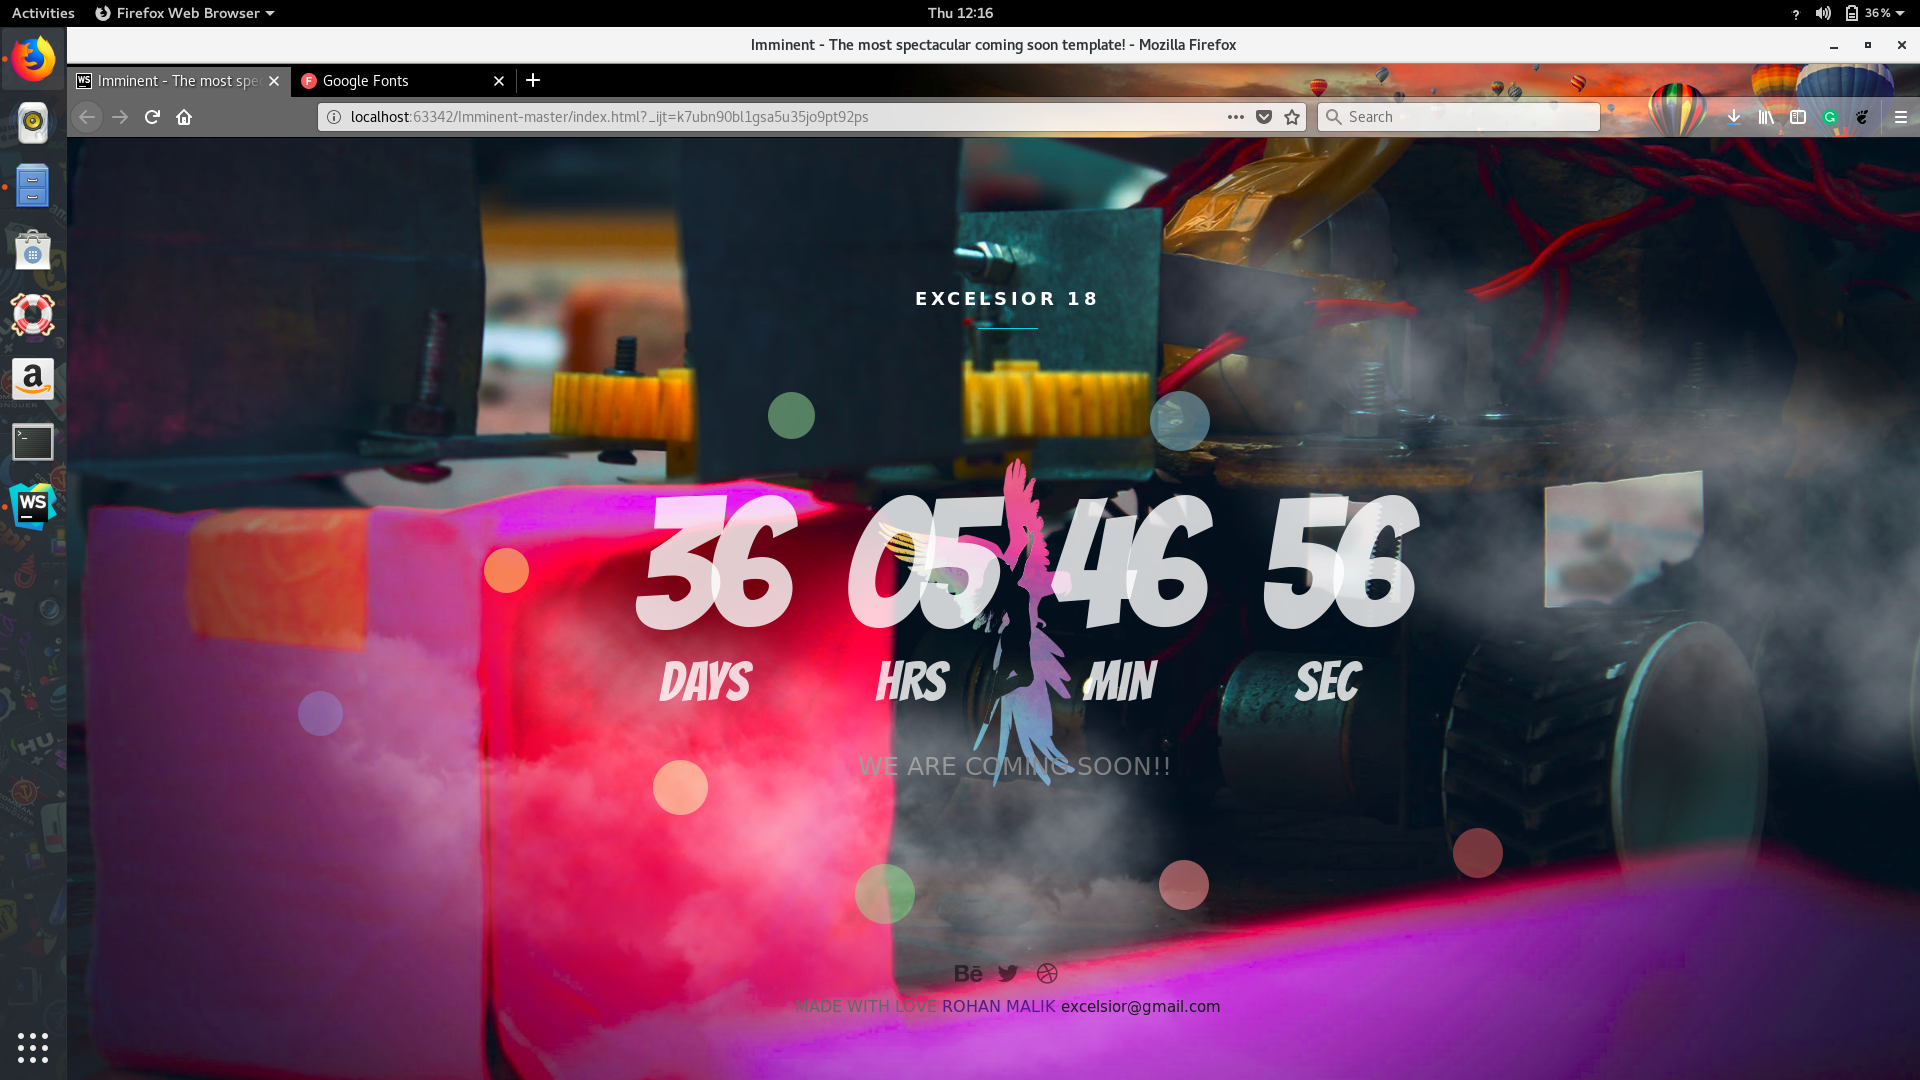 Activities Firefox Web Browser Thu 12:16 ? 36%
Imminent - The most spectacular coming soon template! - Mozilla Firefox
WS Imminent - The most spe F Google Fonts
localhost:63342/Imminent-master/index.html?_ijt=k7ubn90bl1gsa5u35jo9pt92ps Search G
EXCELSIOR 18
36 05 46 56
DAYS HRS MIN SEC
WE ARE COMING SOON!!
Bē
MADE WITH LOVE ROHAN MALIK excelsior@gmail.com
a
>_
WS